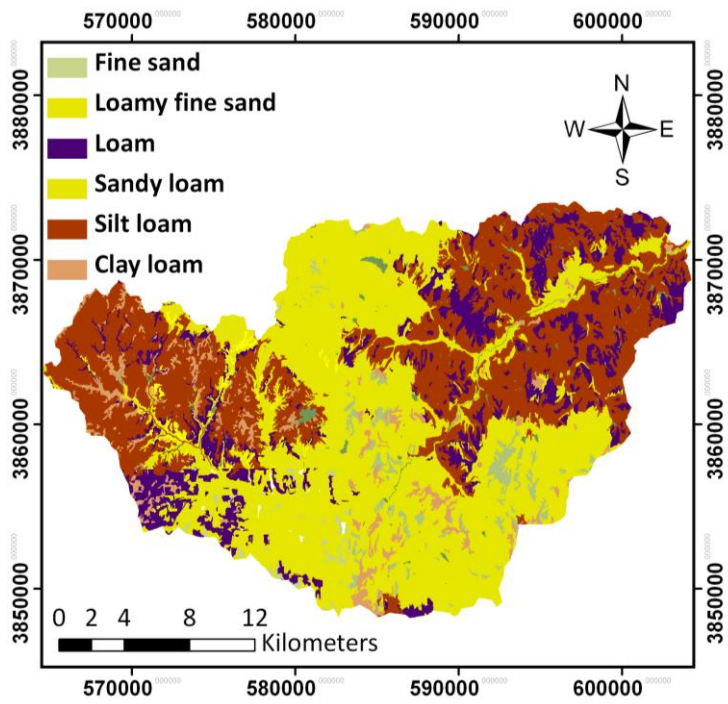 570000 580000 590000 600000
Fine sand
Loamy fine sand
Loam
Sandy loam
Silt loam
Clay loam
N
W E
S
3880000
3870000
3860000
3850000
3880000
3870000
3860000
3850000
0 2 4 8 12
Kilometers
570000 580000 590000 600000